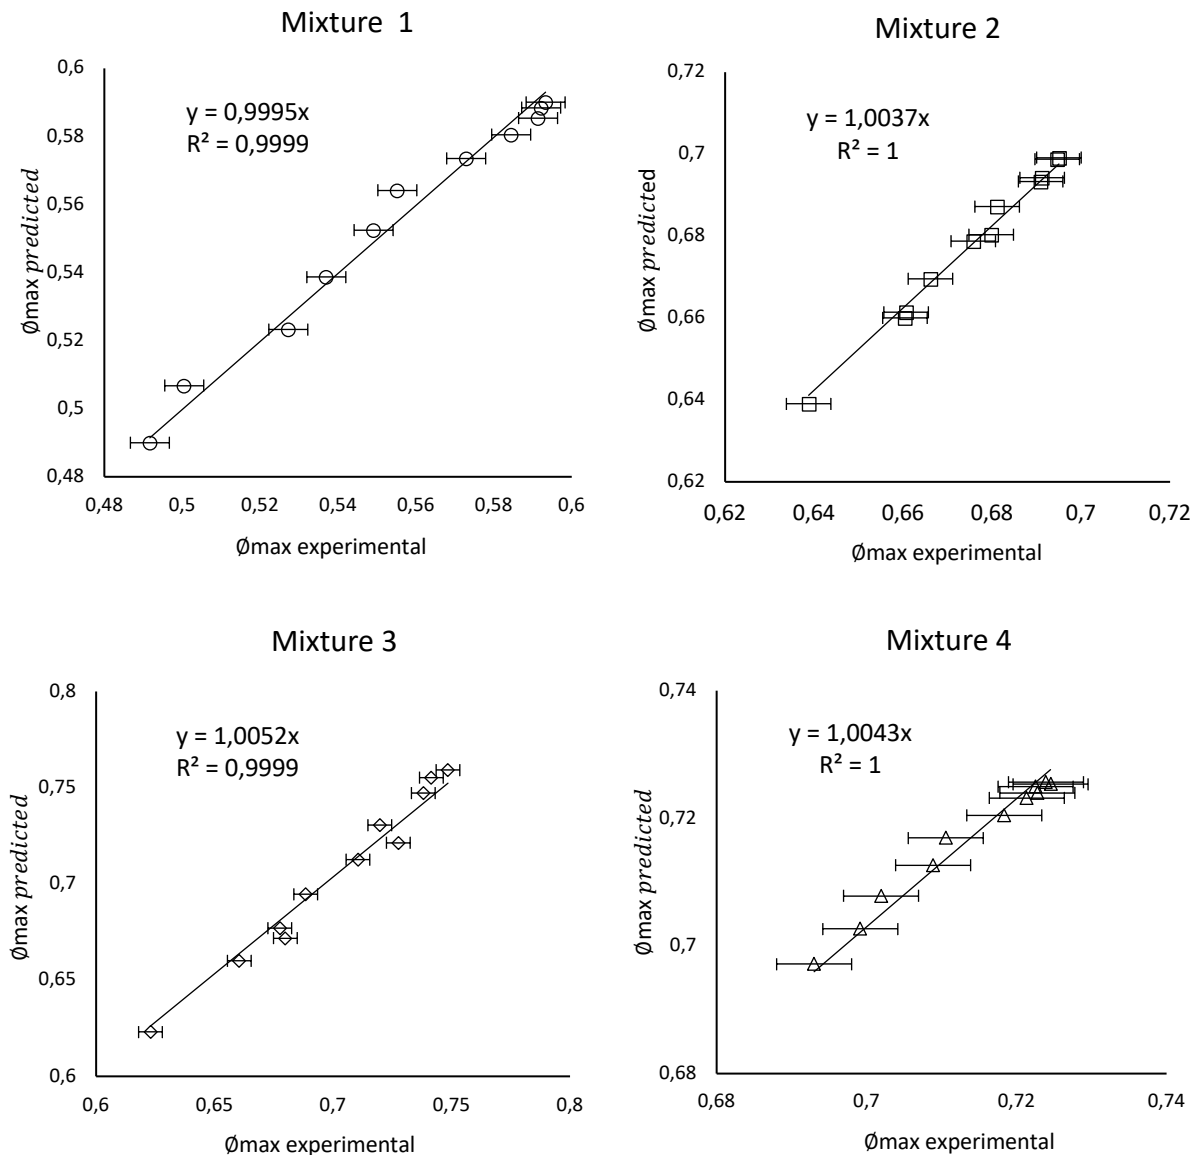 Mixture 1
0,6
0,58
0,56
0,54
0,52
0,5
0,48
Ømax predicted
y = 0,9995x
R² = 0,9999
0,48 0,5 0,52 0,54 0,56 0,58 0,6
Ømax experimental
Mixture 2
0,72
0,7
0,68
0,66
0,64
0,62
Ømax predicted
y = 1,0037x
R² = 1
0,62 0,64 0,66 0,68 0,7 0,72
Ømax experimental
Mixture 3
0,8
0,75
0,7
0,65
0,6
Ømax predicted
y = 1,0052x
R² = 0,9999
0,6 0,65 0,7 0,75 0,8
Ømax experimental
Mixture 4
0,74
0,72
0,7
0,68
Ømax predicted
y = 1,0043x
R² = 1
0,68 0,7 0,72 0,74
Ømax experimental